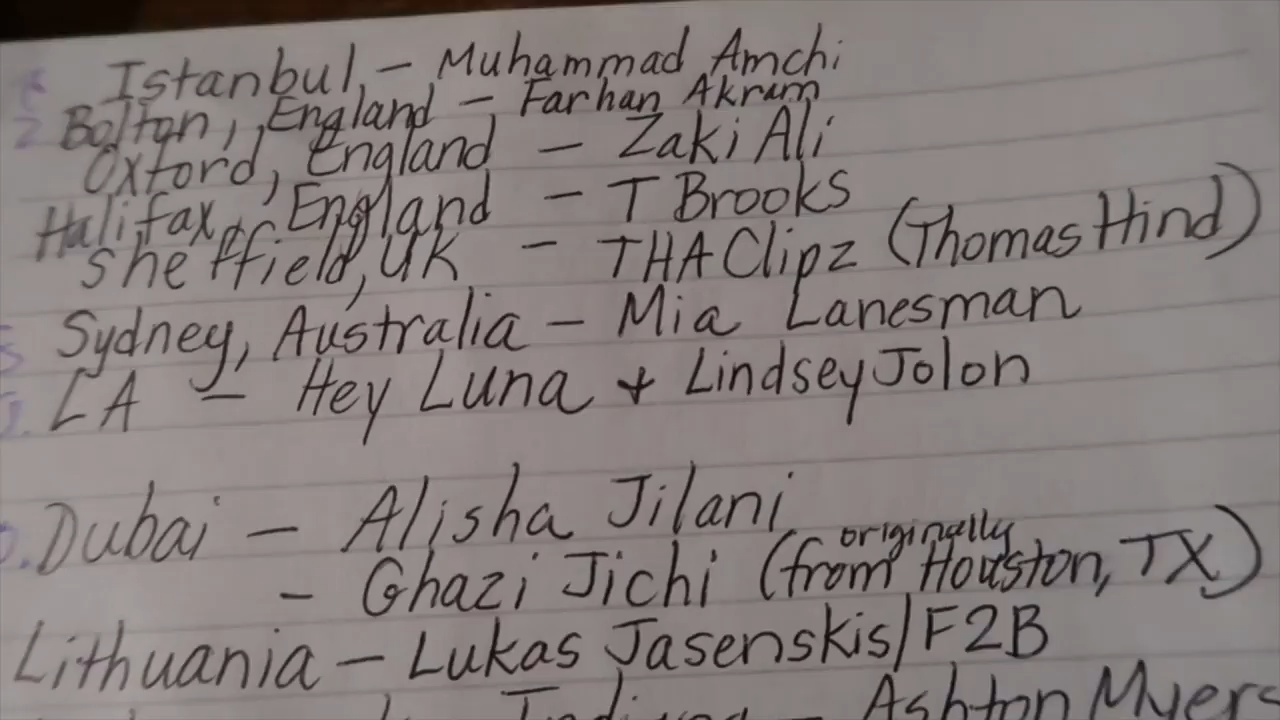 Istanbul, - Muhammad Amchi
Bolton, England - Farhan Akram
Oxford, England - Zaki Ali
Halifax, England - T Brooks
Sheffield, UK - THAClipz (Thomas Hind)
Sydney, Australia - Mia Lanesman
LA - Hey Luna + Lindsey Jolon
Dubai - Alisha Jilani
originally
- Ghazi Jichi (from Houston, TX)
Lithuania - Lukas Jasenskis/F2B
Indiana - Ashton Myers